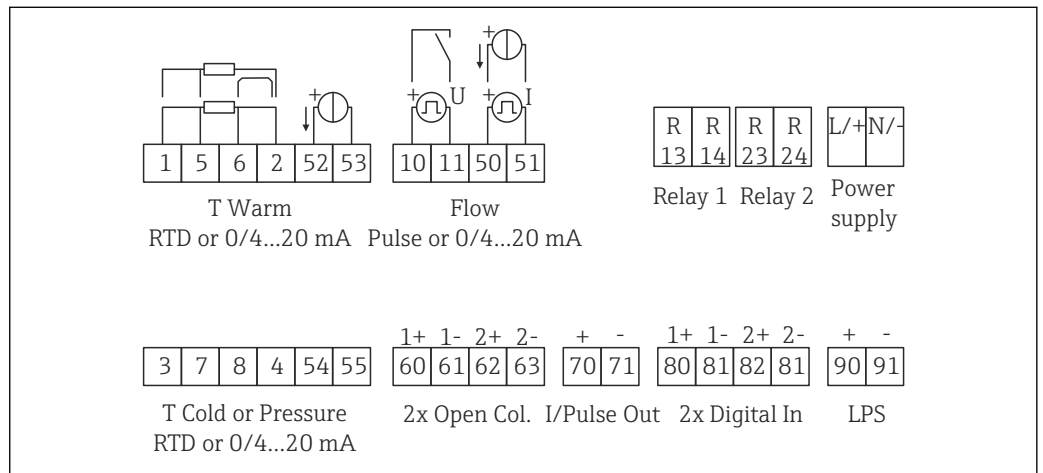 + U + I
+
+
1 5 6 2 52 53
10 11 50 51
R R R R L/+ N/-
13 14 23 24
T Warm
RTD or 0/4...20 mA
Flow
Pulse or 0/4...20 mA
Relay 1 Relay 2
Power
supply
3 7 8 4 54 55
T Cold or Pressure
RTD or 0/4...20 mA
1+ 1- 2+ 2-
60 61 62 63
2x Open Col.
+ -
70 71
I/Pulse Out
1+ 1- 2+ 2-
80 81 82 81
2x Digital In
+ -
90 91
LPS